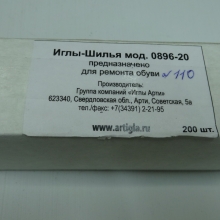 Иглы-Шилья мод. 0896-20
предназначено
для ремонта обуви №110
Производитель:
Группа компаний «Иглы Арти»
623340, Свердловская обл., Арти, Советская, 5а
тел./факс: +7(34391) 2-21-95
www.artigla.ru
200 шт.